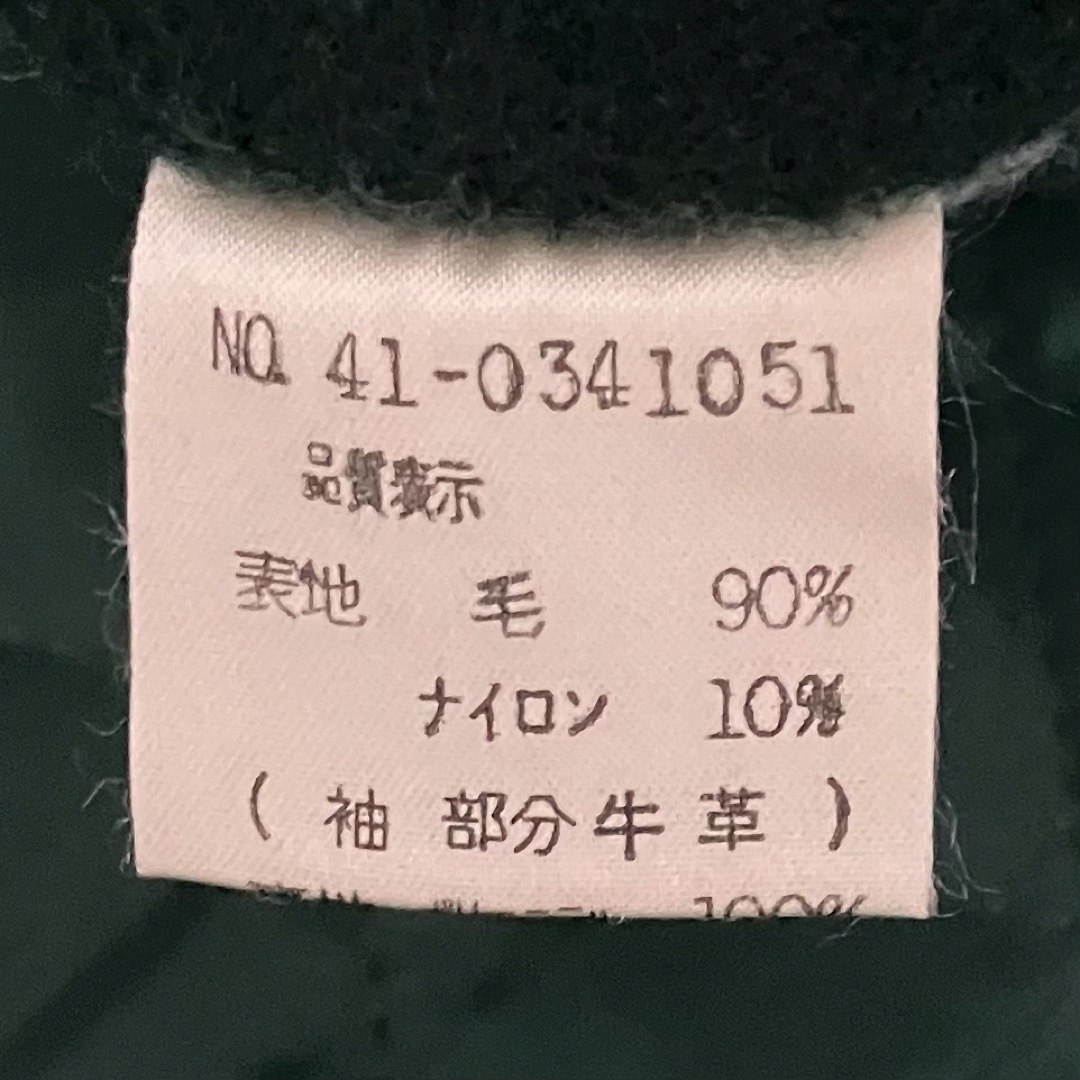 NO. 41-0341051
品質表示
表地 毛 90%
ナイロン 10%
( 袖 部分牛 革 )
100%